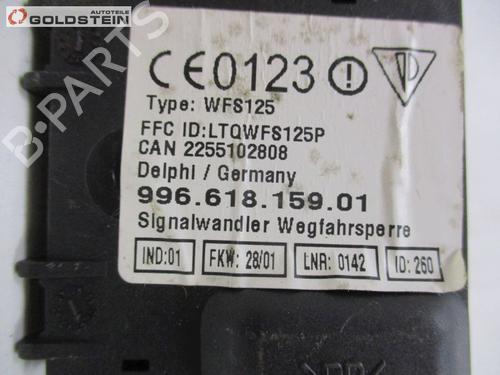 AUTOTEILE
GOLDSTEIN
CE0123
Type: WFS125
FFC ID:LTQWFS125P
CAN 2255102808
Delphi / Germany
996.618.159.01
Signalwandler Wegfahrsperre
IND:01 FKW: 28/01 LNR: 0142 ID: 260